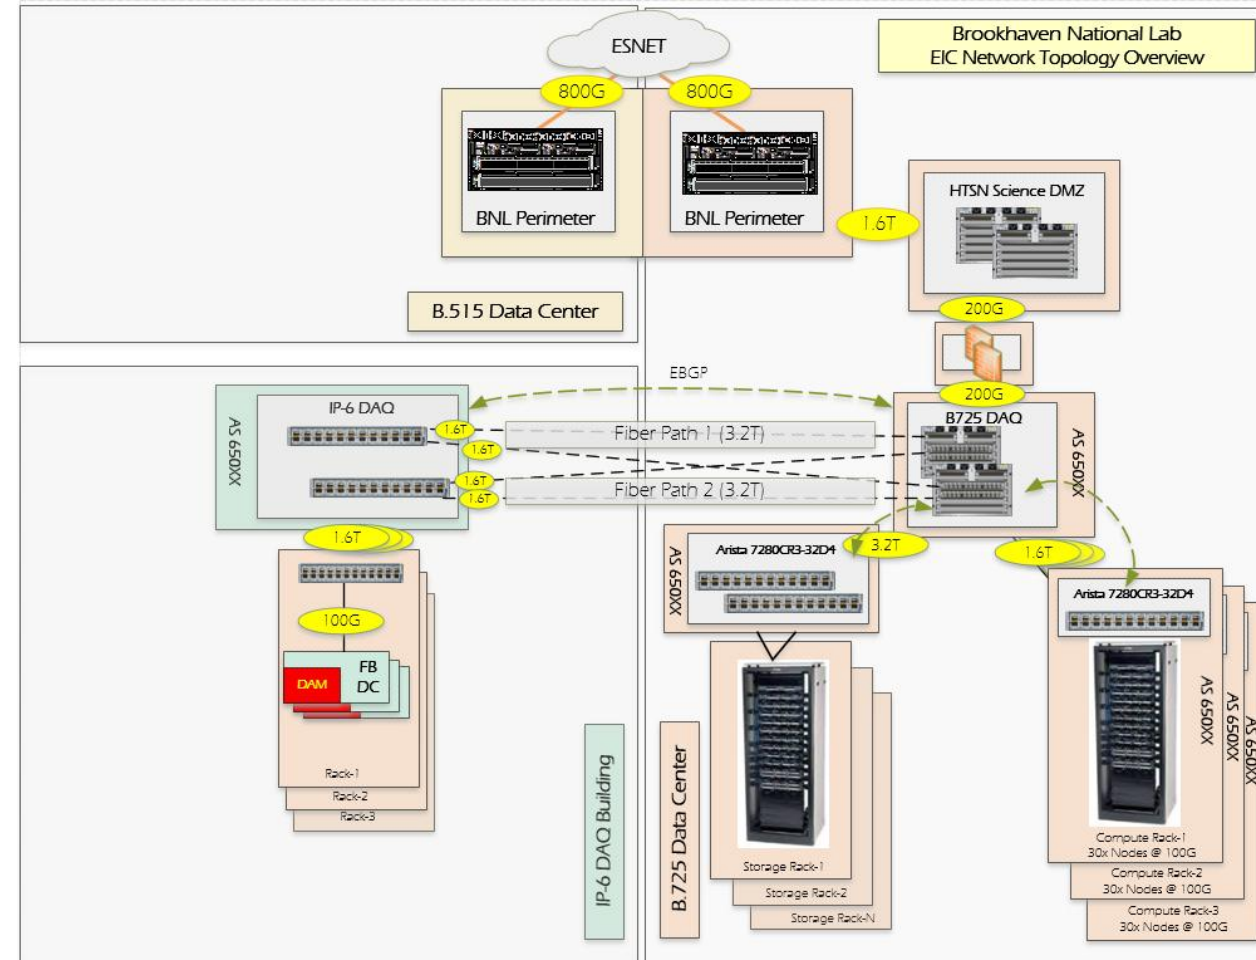 Brookhaven National Lab
EIC Network Topology Overview
ESNET
800G
800G
BNL Perimeter
BNL Perimeter
1.6T
HTSN Science DMZ
200G
B.515 Data Center
200G
EBGP
IP-6 DAQ
AS 650XX
1.6T
1.6T
1.6T
1.6T
Fiber Path 1 (3.2T)
Fiber Path 2 (3.2T)
B725 DAQ
AS 650XX
1.6T
3.2T
1.6T
100G
FB
DC
DAM
Rack-1
Rack-2
Rack-3
IP-6 DAQ Building
B.725 Data Center
AS 650XX
Arista 7280CR3-32D4
Storage Rack-1
Storage Rack-2
Storage Rack-N
Arista 7280CR3-32D4
AS 650XX
AS 650XX
AS 650XX
Compute Rack-1
30x Nodes @ 100G
Compute Rack-2
30x Nodes @ 100G
Compute Rack-3
30x Nodes @ 100G